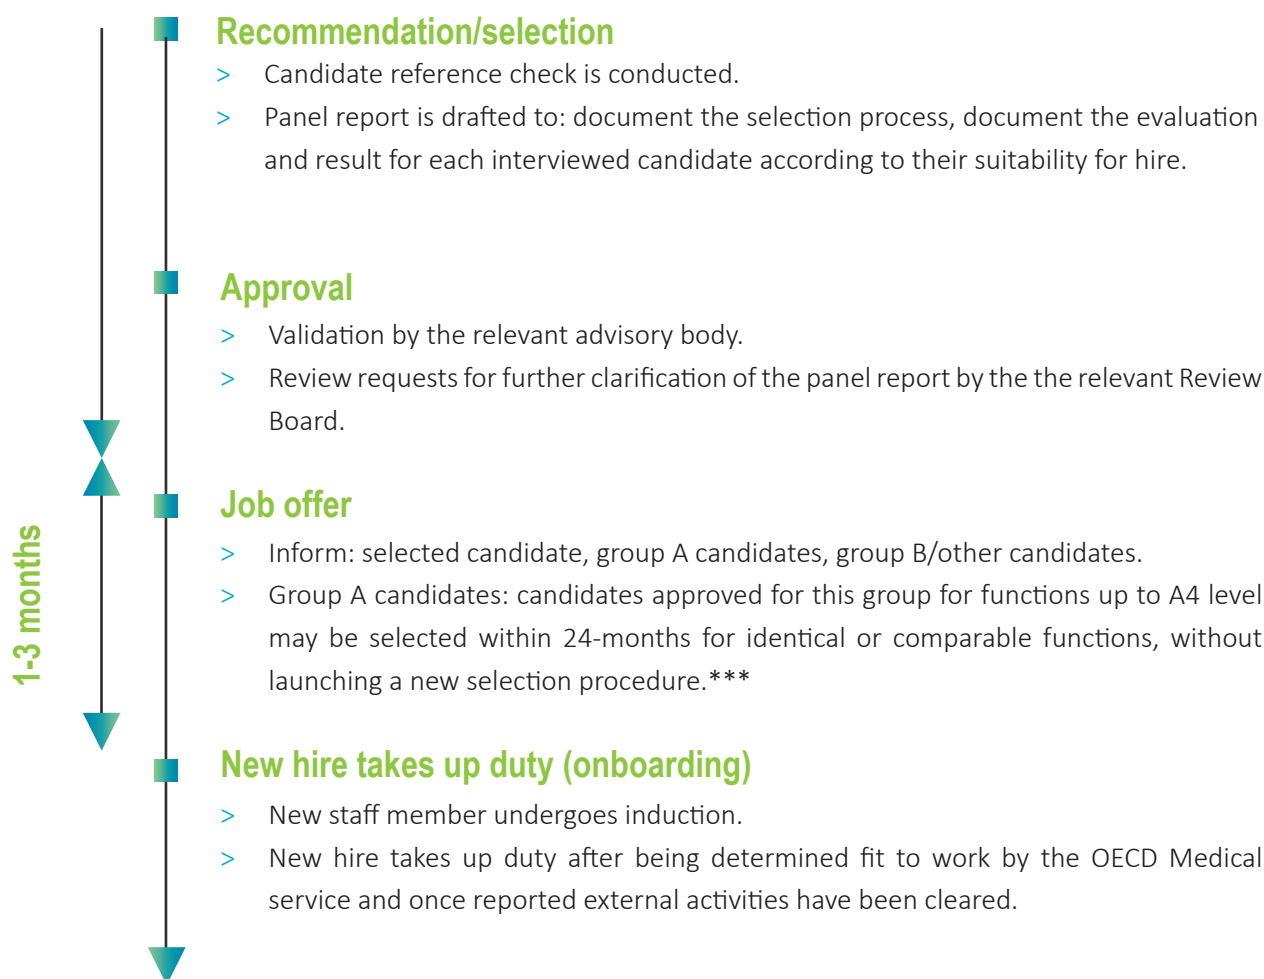 Recommendation/selection
> Candidate reference check is conducted.
> Panel report is drafted to: document the selection process, document the evaluation
and result for each interviewed candidate according to their suitability for hire.
Approval
> Validation by the relevant advisory body.
> Review requests for further clarification of the panel report by the the relevant Review
Board.
Job offer
> Inform: selected candidate, group A candidates, group B/other candidates.
> Group A candidates: candidates approved for this group for functions up to A4 level
may be selected within 24-months for identical or comparable functions, without
launching a new selection procedure.***
1-3 months
New hire takes up duty (onboarding)
> New staff member undergoes induction.
> New hire takes up duty after being determined fit to work by the OECD Medical
service and once reported external activities have been cleared.